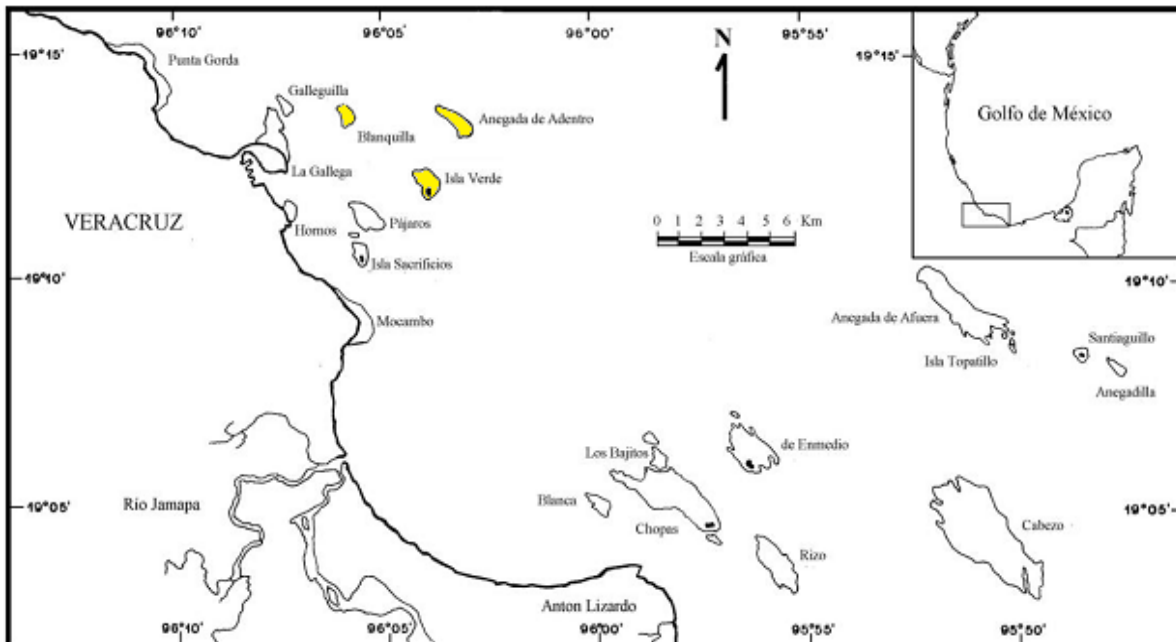 96°10'
96°05'
96°00'
95°55'
19°15'
Punta Gorda
N
19°15'
Galleguilla
Blanquilla
Anegada de Adentro
Golfo de México
La Gallega
Isla Verde
VERACRUZ
Hornos
Pájaros
0 1 2 3 4 5 6 Km
Escala gráfica
Isla Sacrificios
19°10'
19°10'
Mocambo
Anegada de Afuera
Isla Topatillo
Santiaguillo
Anegadilla
de Enmedio
Los Bajitos
Río Jamapa
19°05'
Blanca
Chopas
Rizo
Cabezo
19°05'
Anton Lizardo
96°10'
96°05'
96°00'
95°55'
95°50'